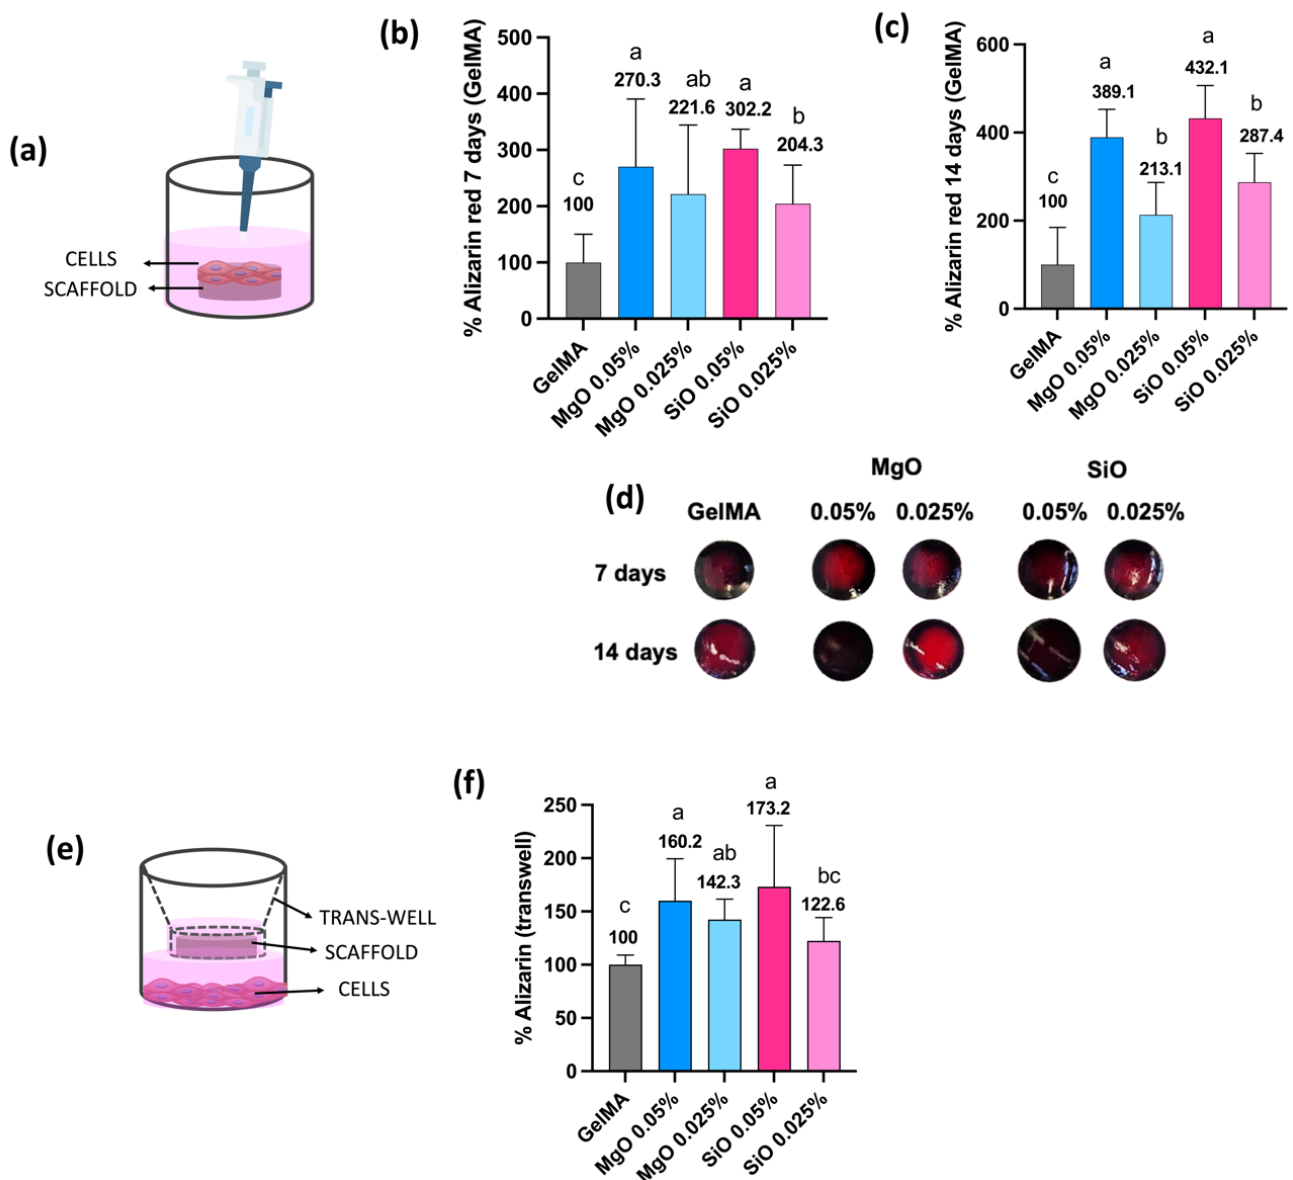 (a)
CELLS
SCAFFOLD
(b)
% Alizarin red 7 days (GelMA)
500
400
300
200
100
0
c
100
a
270.3
ab
221.6
a
302.2
b
204.3
GelMA
MgO 0.05%
MgO 0.025%
SiO 0.05%
SiO 0.025%
(c)
% Alizarin red 14 days (GelMA)
600
400
200
0
c
100
a
389.1
b
213.1
a
432.1
b
287.4
GelMA
MgO 0.05%
MgO 0.025%
SiO 0.05%
SiO 0.025%
(d)
MgO SiO
GelMA 0.05% 0.025% 0.05% 0.025%
7 days
14 days
(e)
TRANS-WELL
SCAFFOLD
CELLS
(f)
% Alizarin (transwell)
250
200
150
100
50
0
c
100
a
160.2
ab
142.3
a
173.2
bc
122.6
GelMA
MgO 0.05%
MgO 0.025%
SiO 0.05%
SiO 0.025%